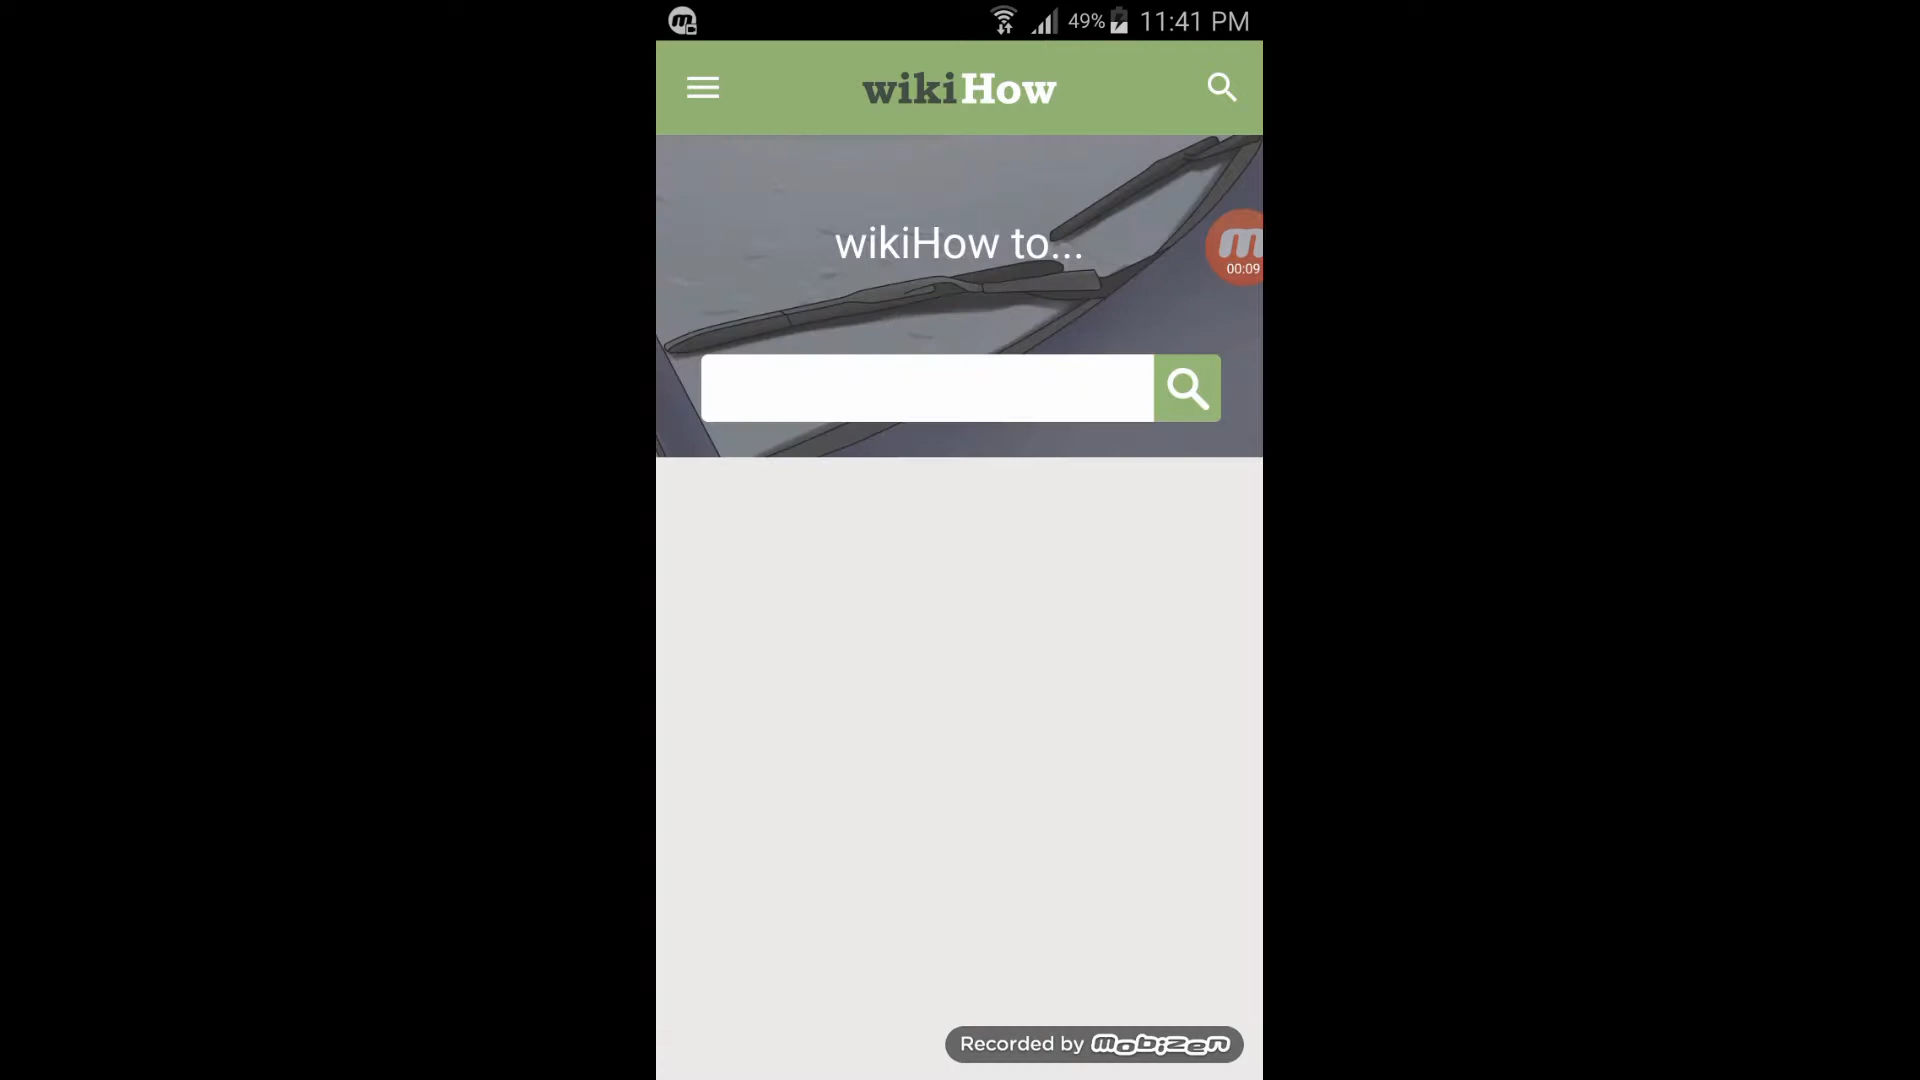 49% 11:41 PM
wikiHow
wikiHow to...
00:09
Recorded by mobizen